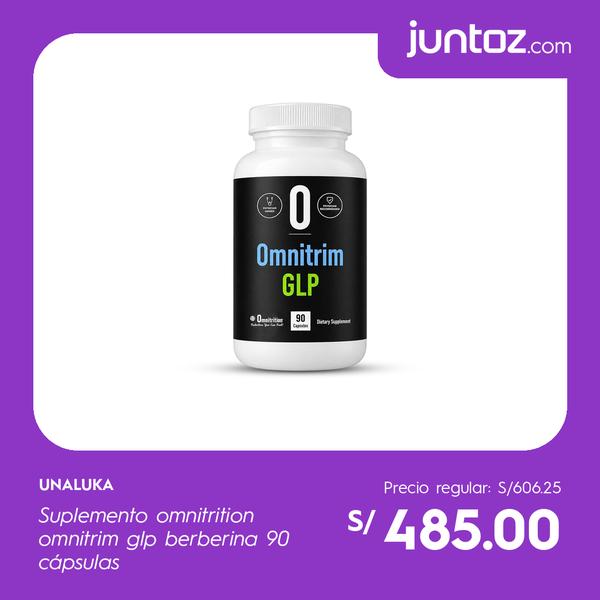 juntoz.com
O
Omnitrim
GLP
Omnitrition
90
Capsules
Dietary Supplement
UNALUKA
Suplemento omnitrition
omnitrim glp berberina 90
cápsulas
Precio regular: S/606.25
S/ 485.00